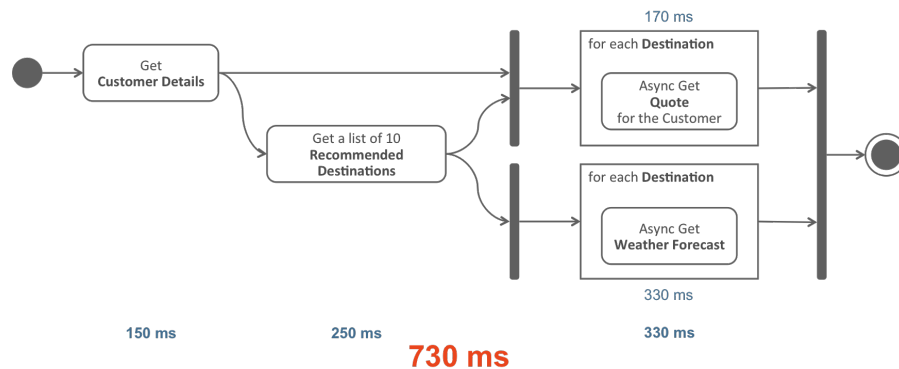 170 ms
for each Destination
Get
Customer Details
Async Get
Quote
for the Customer
Get a list of 10
Recommended
Destinations
for each Destination
Async Get
Weather Forecast
330 ms
150 ms
250 ms
330 ms
730 ms